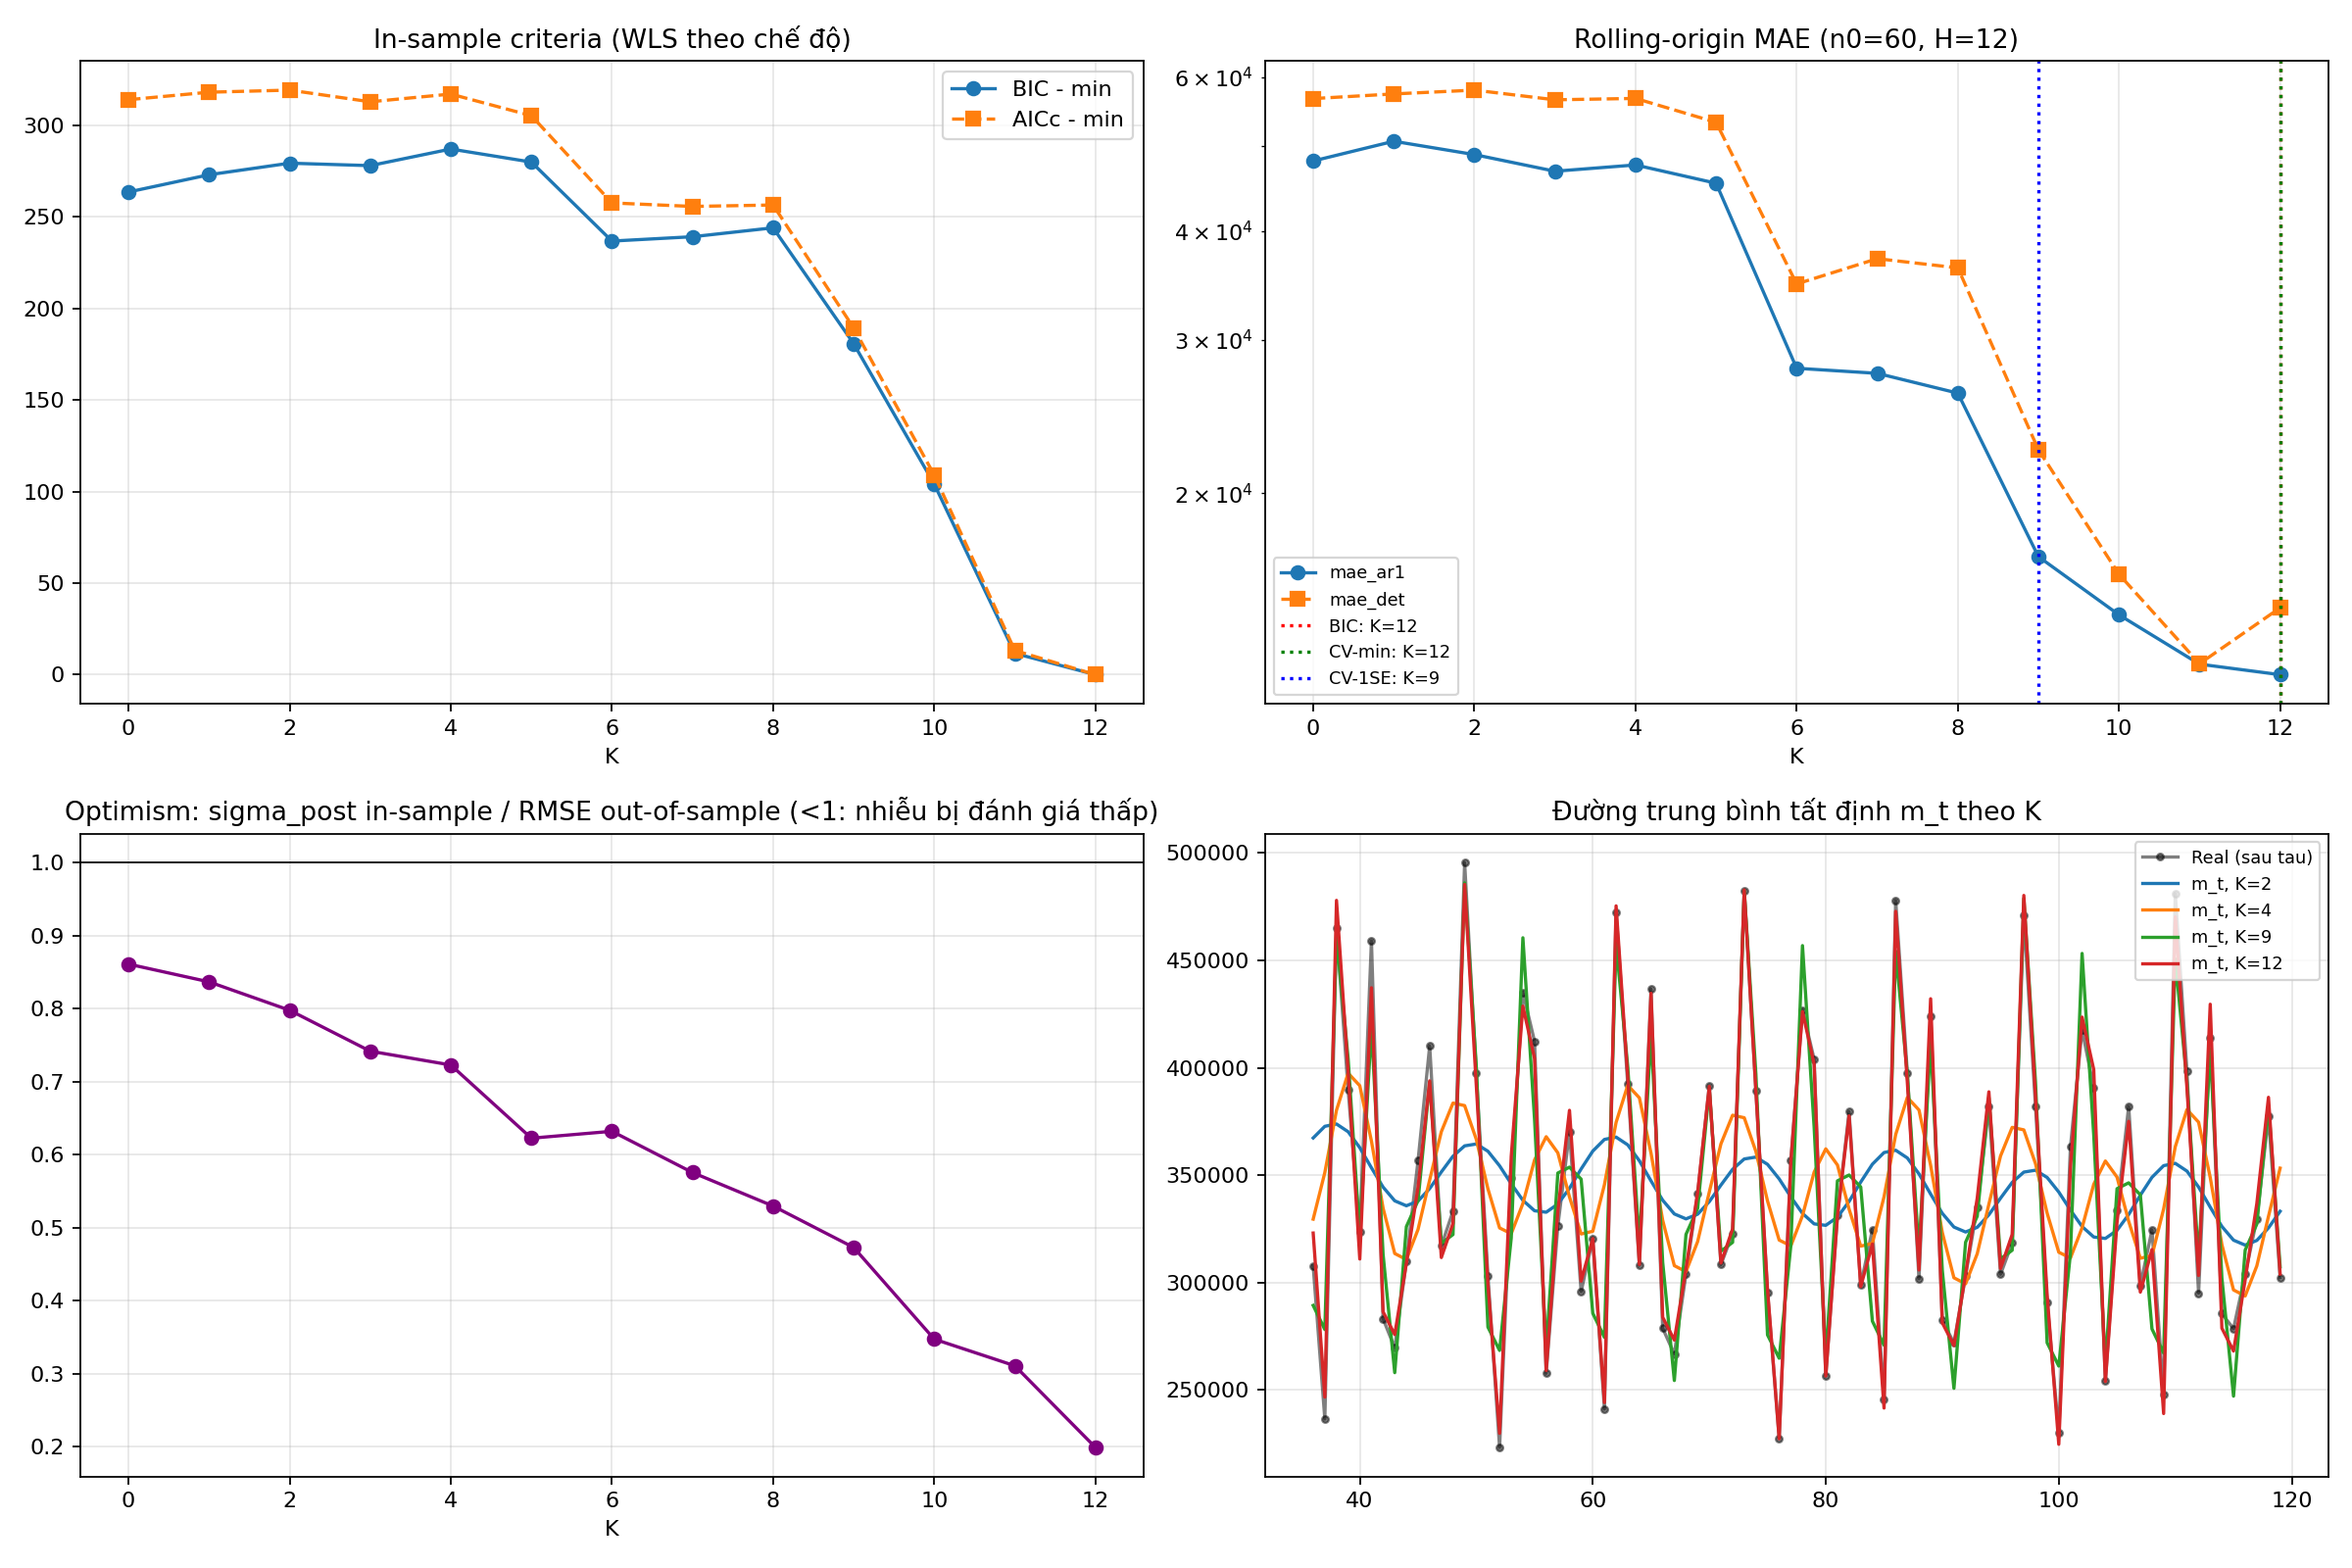 In-sample criteria (WLS theo chế độ)
BIC - min
AICc - min
300
250
200
150
100
50
0
0 2 4 6 8 10 12
K
Rolling-origin MAE (n0=60, H=12)
6 × 10⁴
4 × 10⁴
3 × 10⁴
2 × 10⁴
mae_ar1
mae_det
BIC: K=12
CV-min: K=12
CV-1SE: K=9
0 2 4 6 8 10 12
K
Optimism: sigma_post in-sample / RMSE out-of-sample (<1: nhiễu bị đánh giá thấp)
1.0
0.9
0.8
0.7
0.6
0.5
0.4
0.3
0.2
0 2 4 6 8 10 12
K
Đường trung bình tất định m_t theo K
500000
450000
400000
350000
300000
250000
Real (sau tau)
m_t, K=2
m_t, K=4
m_t, K=9
m_t, K=12
40 60 80 100 120